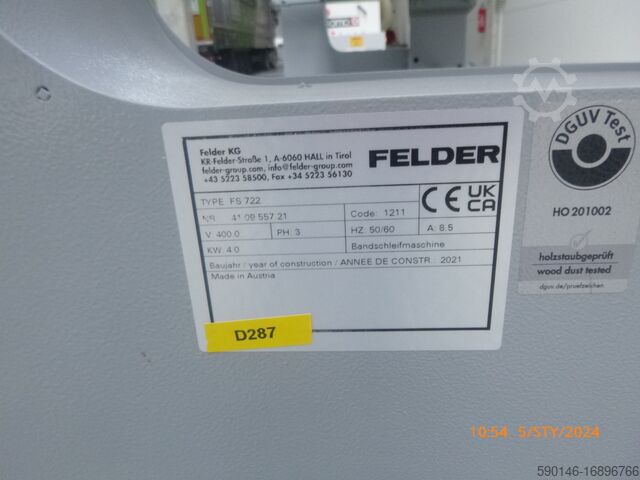 Felder KG
KR-Felder-Straße 1, A-6060 HALL in Tirol
felder-group.com, info@felder-group.com
+43 5223 58500, Fax +34 5223 56130
FELDER
TYPE FS 722
NR. 41 09 557 21 Code: 1211
V: 400.0 PH: 3 HZ: 50/60 A: 8.5
KW: 4.0 Bandschleifmaschine
Baujahr / year of construction / ANNEE DE CONSTR.: 2021
Made in Austria
CE UK CA
D287
DGUV Test
HO 201002
holzstaubgeprüft
wood dust tested
dguv.de/pruefzeichen
10:54 5/STY/2024
590146-16896766